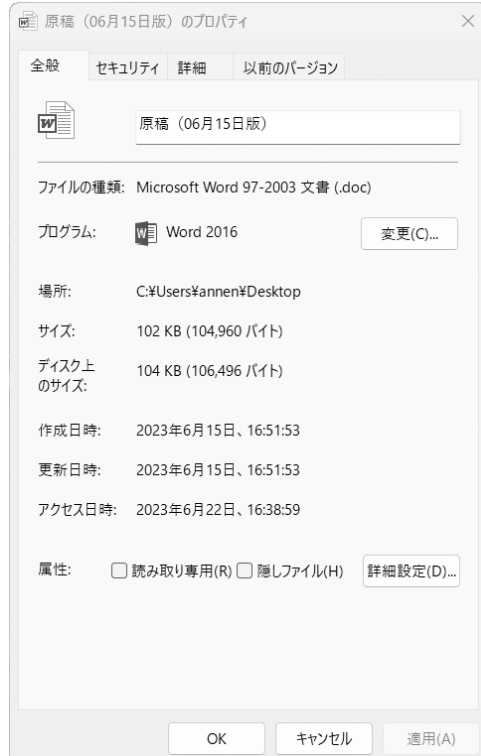 原稿（06月15日版）のプロパティ
全般 セキュリティ 詳細 以前のバージョン
原稿（06月15日版）
ファイルの種類: Microsoft Word 97-2003 文書 (.doc)
プログラム: Word 2016 変更(C)...
場所: C:¥Users¥annen¥Desktop
サイズ: 102 KB (104,960 バイト)
ディスク上
のサイズ: 104 KB (106,496 バイト)
作成日時: 2023年6月15日、16:51:53
更新日時: 2023年6月15日、16:51:53
アクセス日時: 2023年6月22日、16:38:59
属性: 読み取り専用(R) 隠しファイル(H) 詳細設定(D)...
OK キャンセル 適用(A)